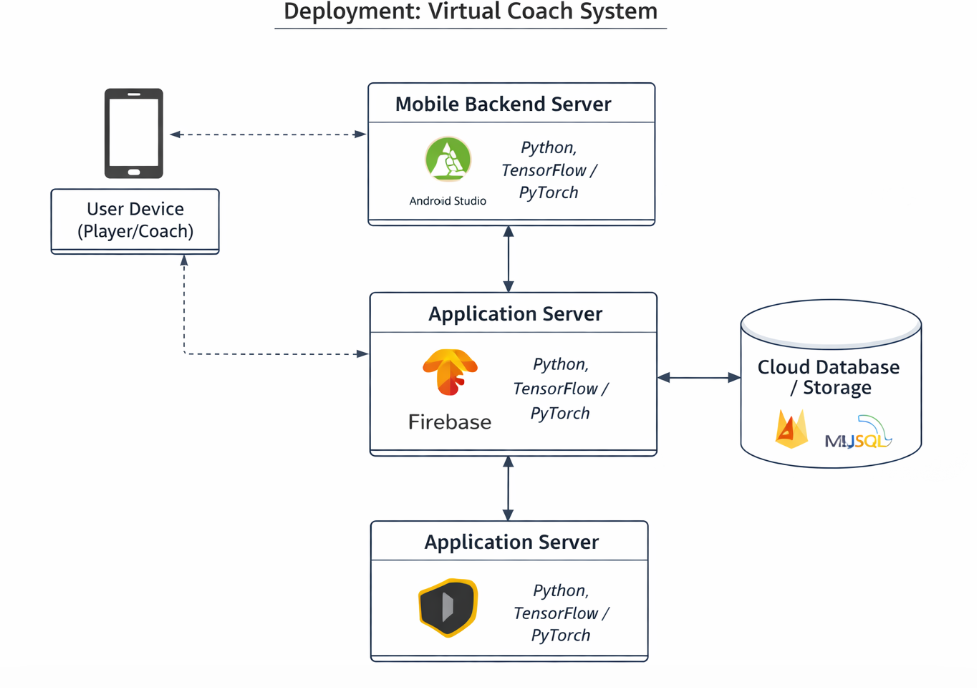 Deployment: Virtual Coach System
Mobile Backend Server
Python,
TensorFlow /
PyTorch
Android Studio
User Device
(Player/Coach)
Application Server
Python,
TensorFlow /
PyTorch
Firebase
Cloud Database
/ Storage
MUSQL
Application Server
Python,
TensorFlow /
PyTorch